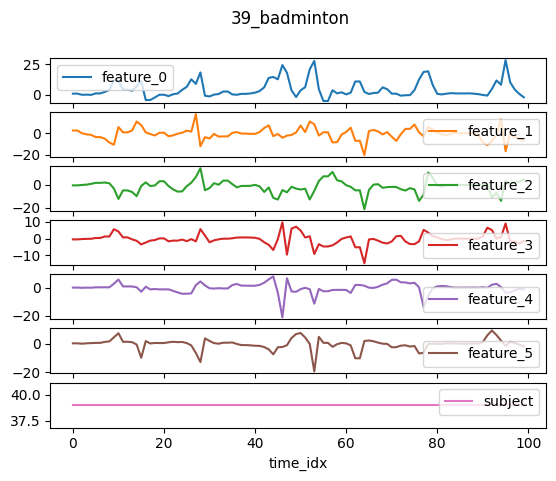 39_badminton
25
0
feature_0
0
−20
feature_1
0
−20
feature_2
10
0
−10
feature_3
0
−20
feature_4
0
−20
feature_5
40.0
37.5
subject
0 20 40 60 80 100
time_idx